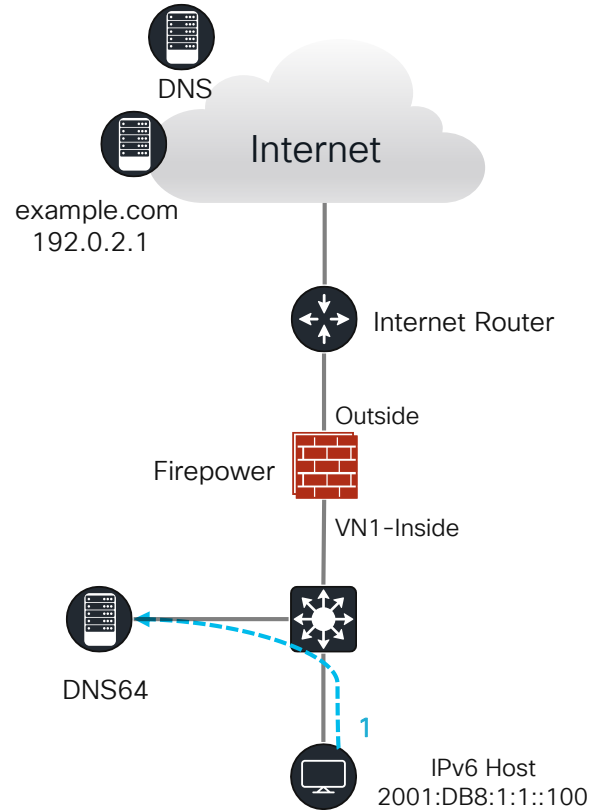 DNS
Internet
example.com
192.0.2.1
Internet Router
Outside
Firepower
VN1-Inside
DNS64
1
IPv6 Host
2001:DB8:1:1::100